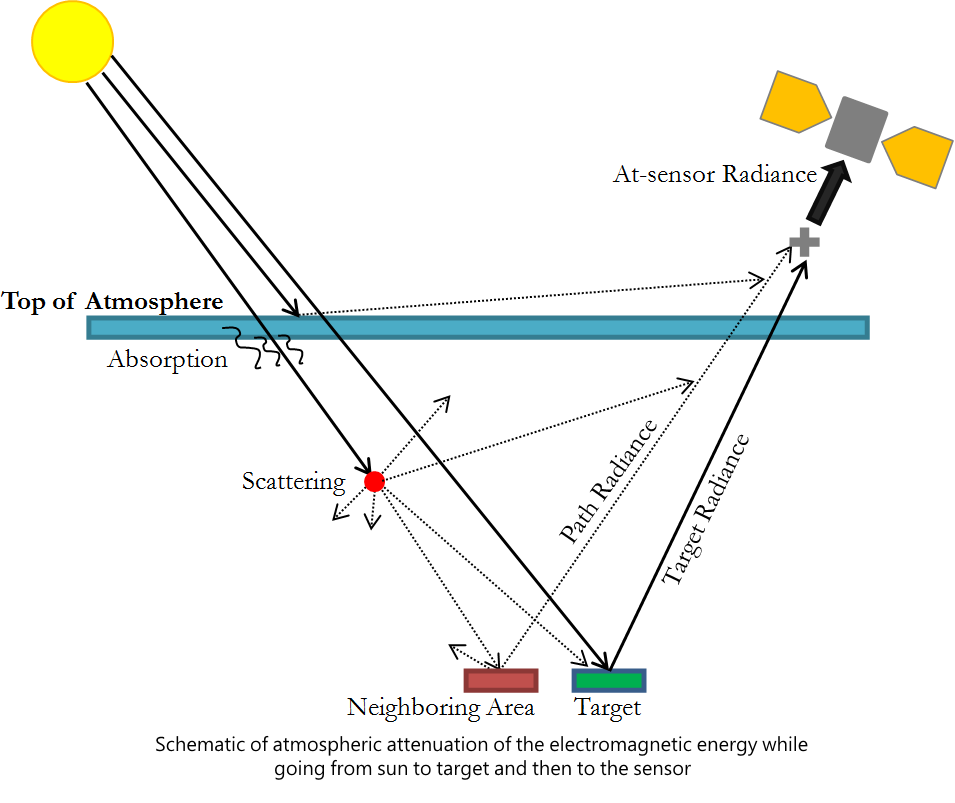 At-sensor Radiance
Top of Atmosphere
Absorption
Scattering
Path Radiance
Target Radiance
Neighboring Area
Target
Schematic of atmospheric attenuation of the electromagnetic energy while
going from sun to target and then to the sensor